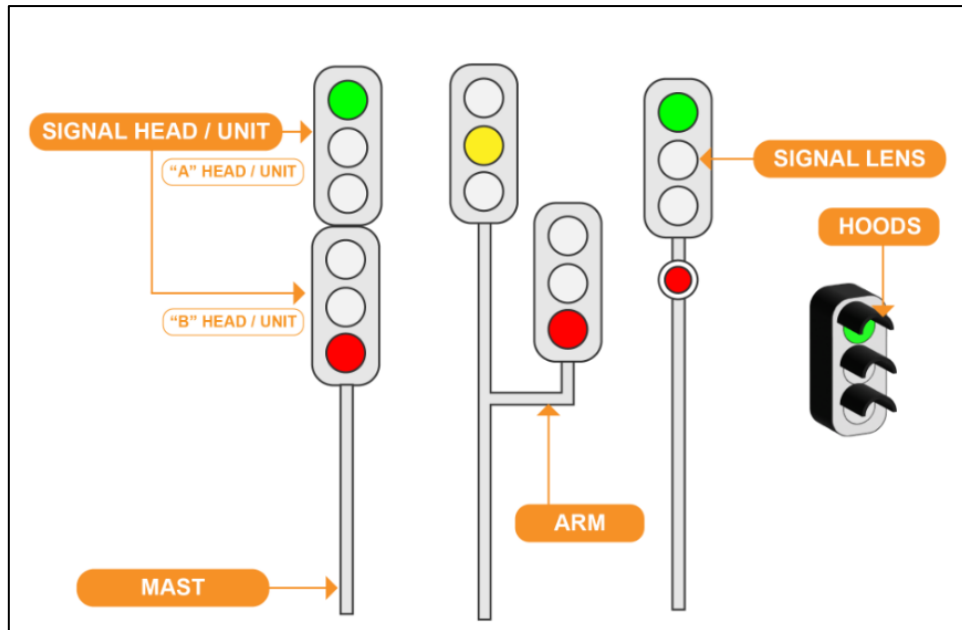 SIGNAL HEAD / UNIT
“A” HEAD / UNIT
“B” HEAD / UNIT
MAST
ARM
SIGNAL LENS
HOODS